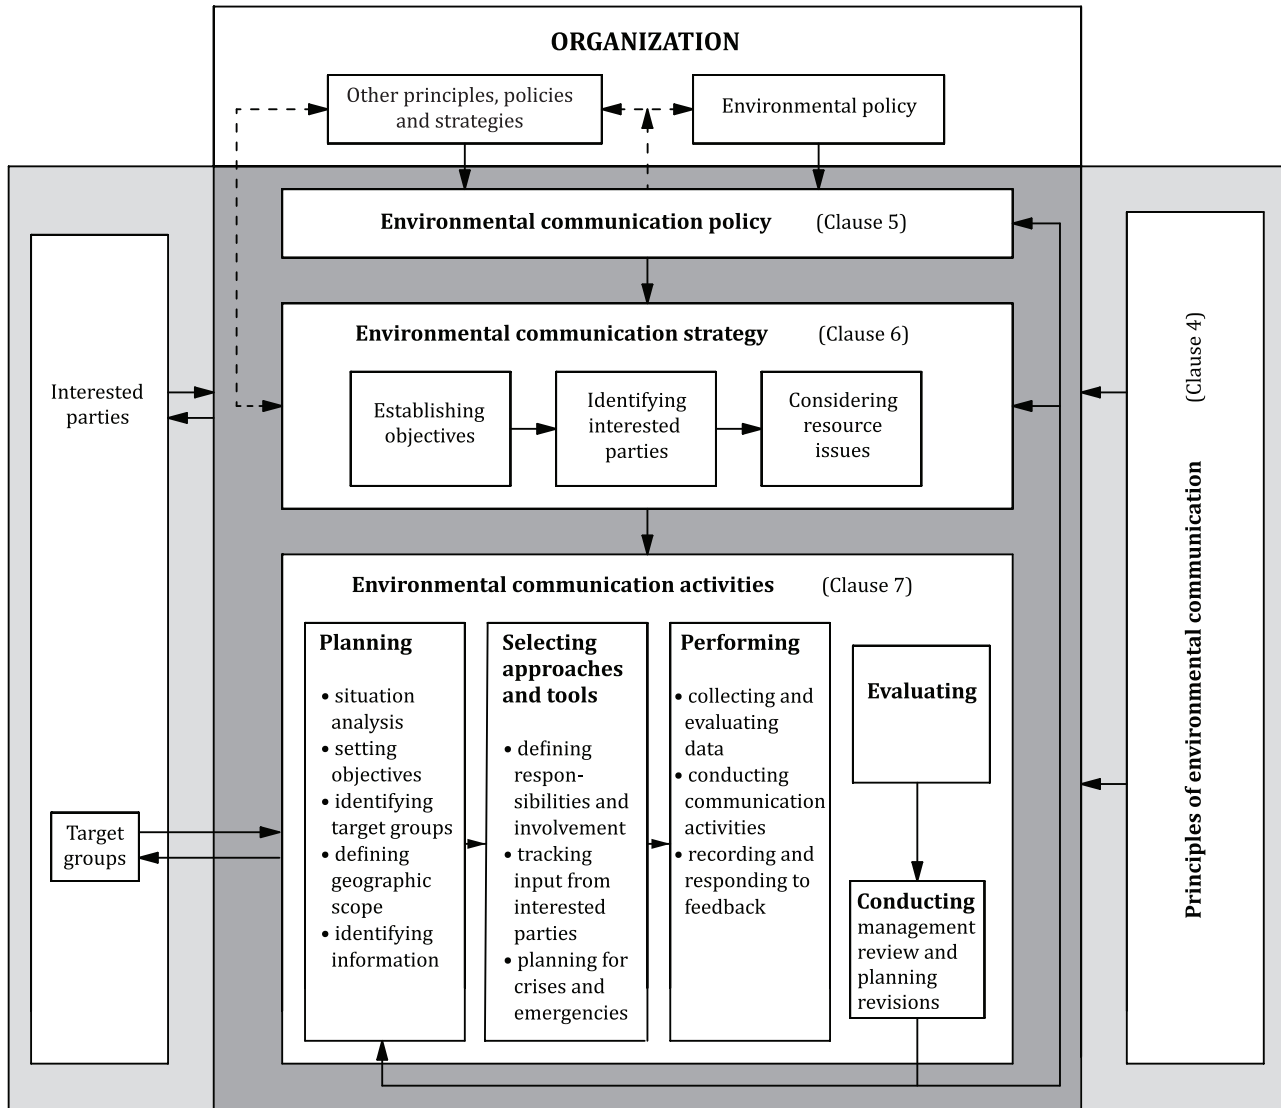 ORGANIZATION
Other principles, policies
and strategies
Environmental policy
Environmental communication policy (Clause 5)
Environmental communication strategy (Clause 6)
Establishing
objectives
Identifying
interested
parties
Considering
resource
issues
Interested
parties
Target
groups
Environmental communication activities (Clause 7)
Planning
• situation
analysis
• setting
objectives
• identifying
target groups
• defining
geographic
scope
• identifying
information
Selecting
approaches
and tools
• defining
respon-
sibilities and
involvement
• tracking
input from
interested
parties
• planning for
crises and
emergencies
Performing
• collecting and
evaluating
data
• conducting
communication
activities
• recording and
responding to
feedback
Evaluating
Conducting
management
review and
planning
revisions
Principles of environmental communication (Clause 4)